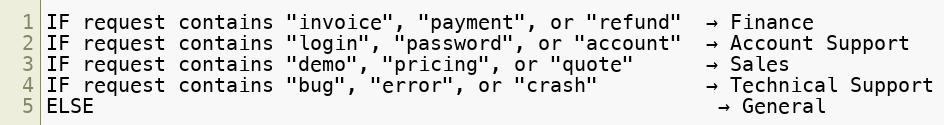 1 IF request contains "invoice", "payment", or "refund"  → Finance
2 IF request contains "login", "password", or "account"  → Account Support
3 IF request contains "demo", "pricing", or "quote"      → Sales
4 IF request contains "bug", "error", or "crash"         → Technical Support
5 ELSE                                                    → General